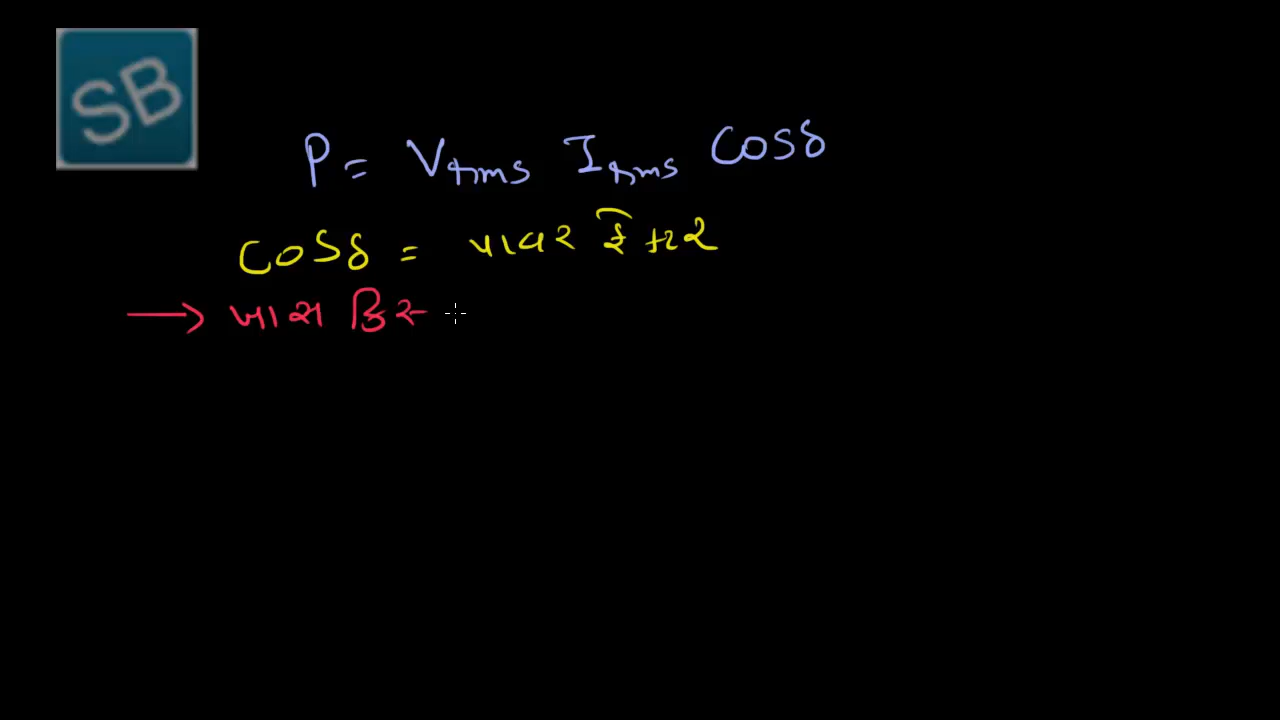 SB
P = Vrms Irms Cosδ
Cosδ = પાવર ફેક્ટર
→ ખાસ કિસ્